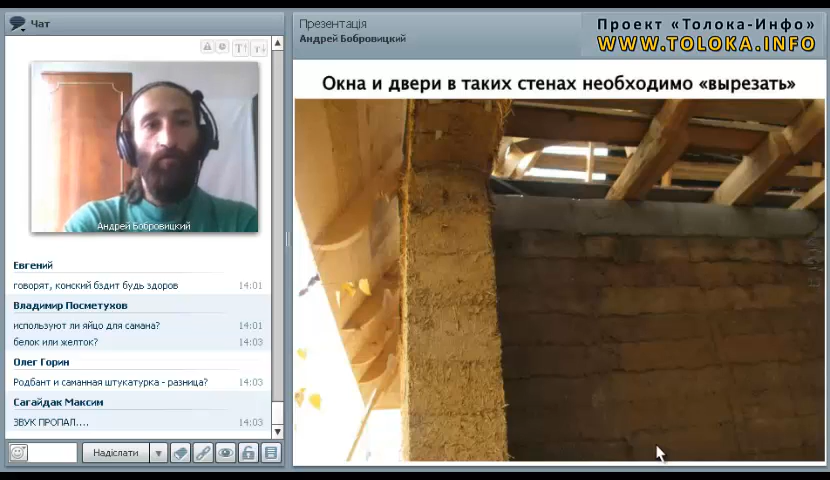 Чат
Андрей Бобровицкий
Евгений
говорят, конский бздит будь здоров 14:01
Владимир Посметухов
используют ли яйцо для самана? 14:01
белок или желток? 14:03
Олег Горин
Родбант и саманная штукатурка - разница? 14:03
Сагайдак Максим
ЗВУК ПРОПАЛ.... 14:03
Надіслати
Презентація
Андрей Бобровицкий
Проект «Толока-Инфо»
WWW.TOLOKA.INFO
Окна и двери в таких стенах необходимо «вырезать»